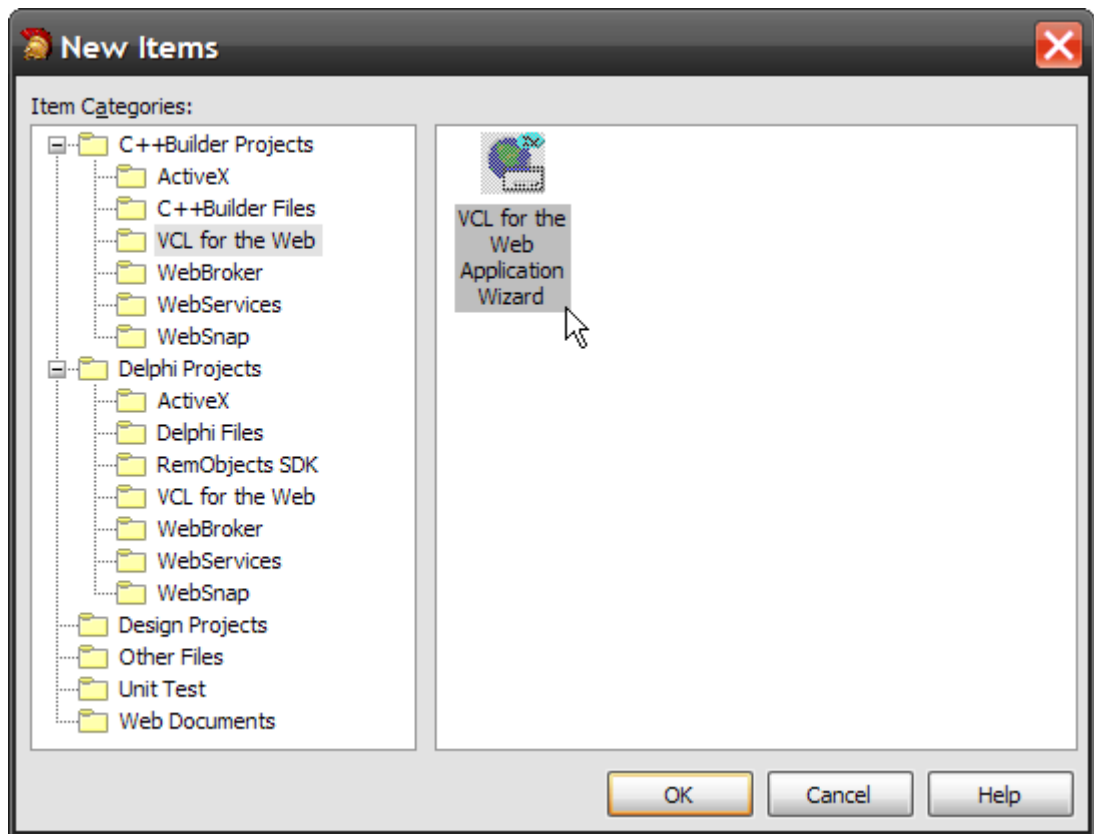 New Items
Item Categories:
C++Builder Projects
ActiveX
C++Builder Files
VCL for the Web
WebBroker
WebServices
WebSnap
Delphi Projects
ActiveX
Delphi Files
RemObjects SDK
VCL for the Web
WebBroker
WebServices
WebSnap
Design Projects
Other Files
Unit Test
Web Documents
VCL for the
Web
Application
Wizard
OK
Cancel
Help